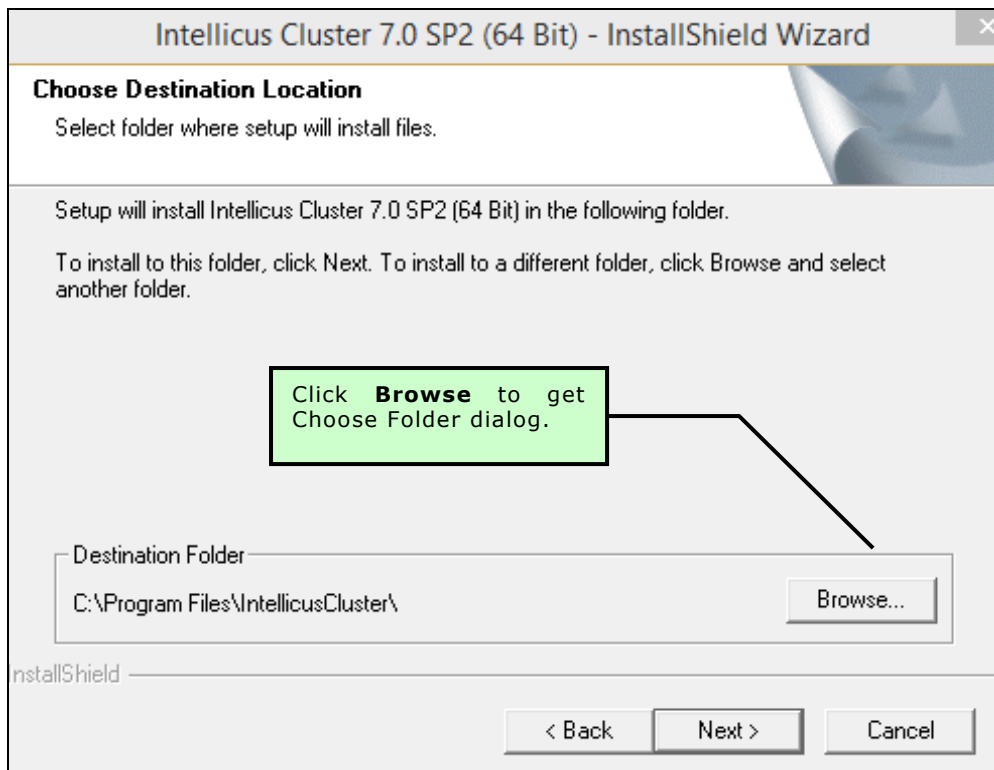 Intellicus Cluster 7.0 SP2 (64 Bit) - InstallShield Wizard
Choose Destination Location
Select folder where setup will install files.
Setup will install Intellicus Cluster 7.0 SP2 (64 Bit) in the following folder.
To install to this folder, click Next. To install to a different folder, click Browse and select
another folder.
Click Browse to get
Choose Folder dialog.
Destination Folder
C:\Program Files\IntellicusCluster\
Browse...
InstallShield
< Back
Next >
Cancel